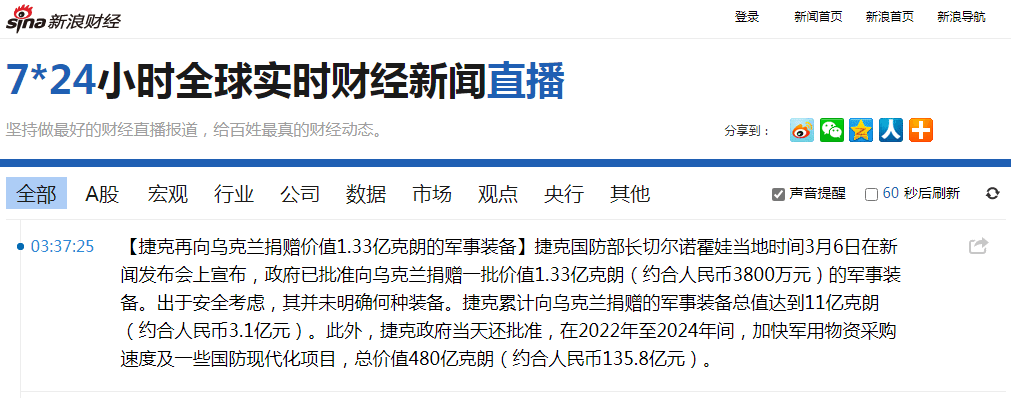 sina新浪财经
登录 新闻首页 新浪首页 新浪导航
7*24小时全球实时财经新闻直播
坚持做最好的财经直播报道，给百姓最真的财经动态。
分享到：
全部 A股 宏观 行业 公司 数据 市场 观点 央行 其他 声音提醒 60 秒后刷新
03:37:25 【捷克再向乌克兰捐赠价值1.33亿克朗的军事装备】捷克国防部长切尔诺霍娃当地时间3月6日在新
闻发布会上宣布，政府已批准向乌克兰捐赠一批价值1.33亿克朗（约合人民币3800万元）的军事装
备。出于安全考虑，其并未明确何种装备。捷克累计向乌克兰捐赠的军事装备总值达到11亿克朗
（约合人民币3.1亿元）。此外，捷克政府当天还批准，在2022年至2024年间，加快军用物资采购
速度及一些国防现代化项目，总价值480亿克朗（约合人民币135.8亿元）。